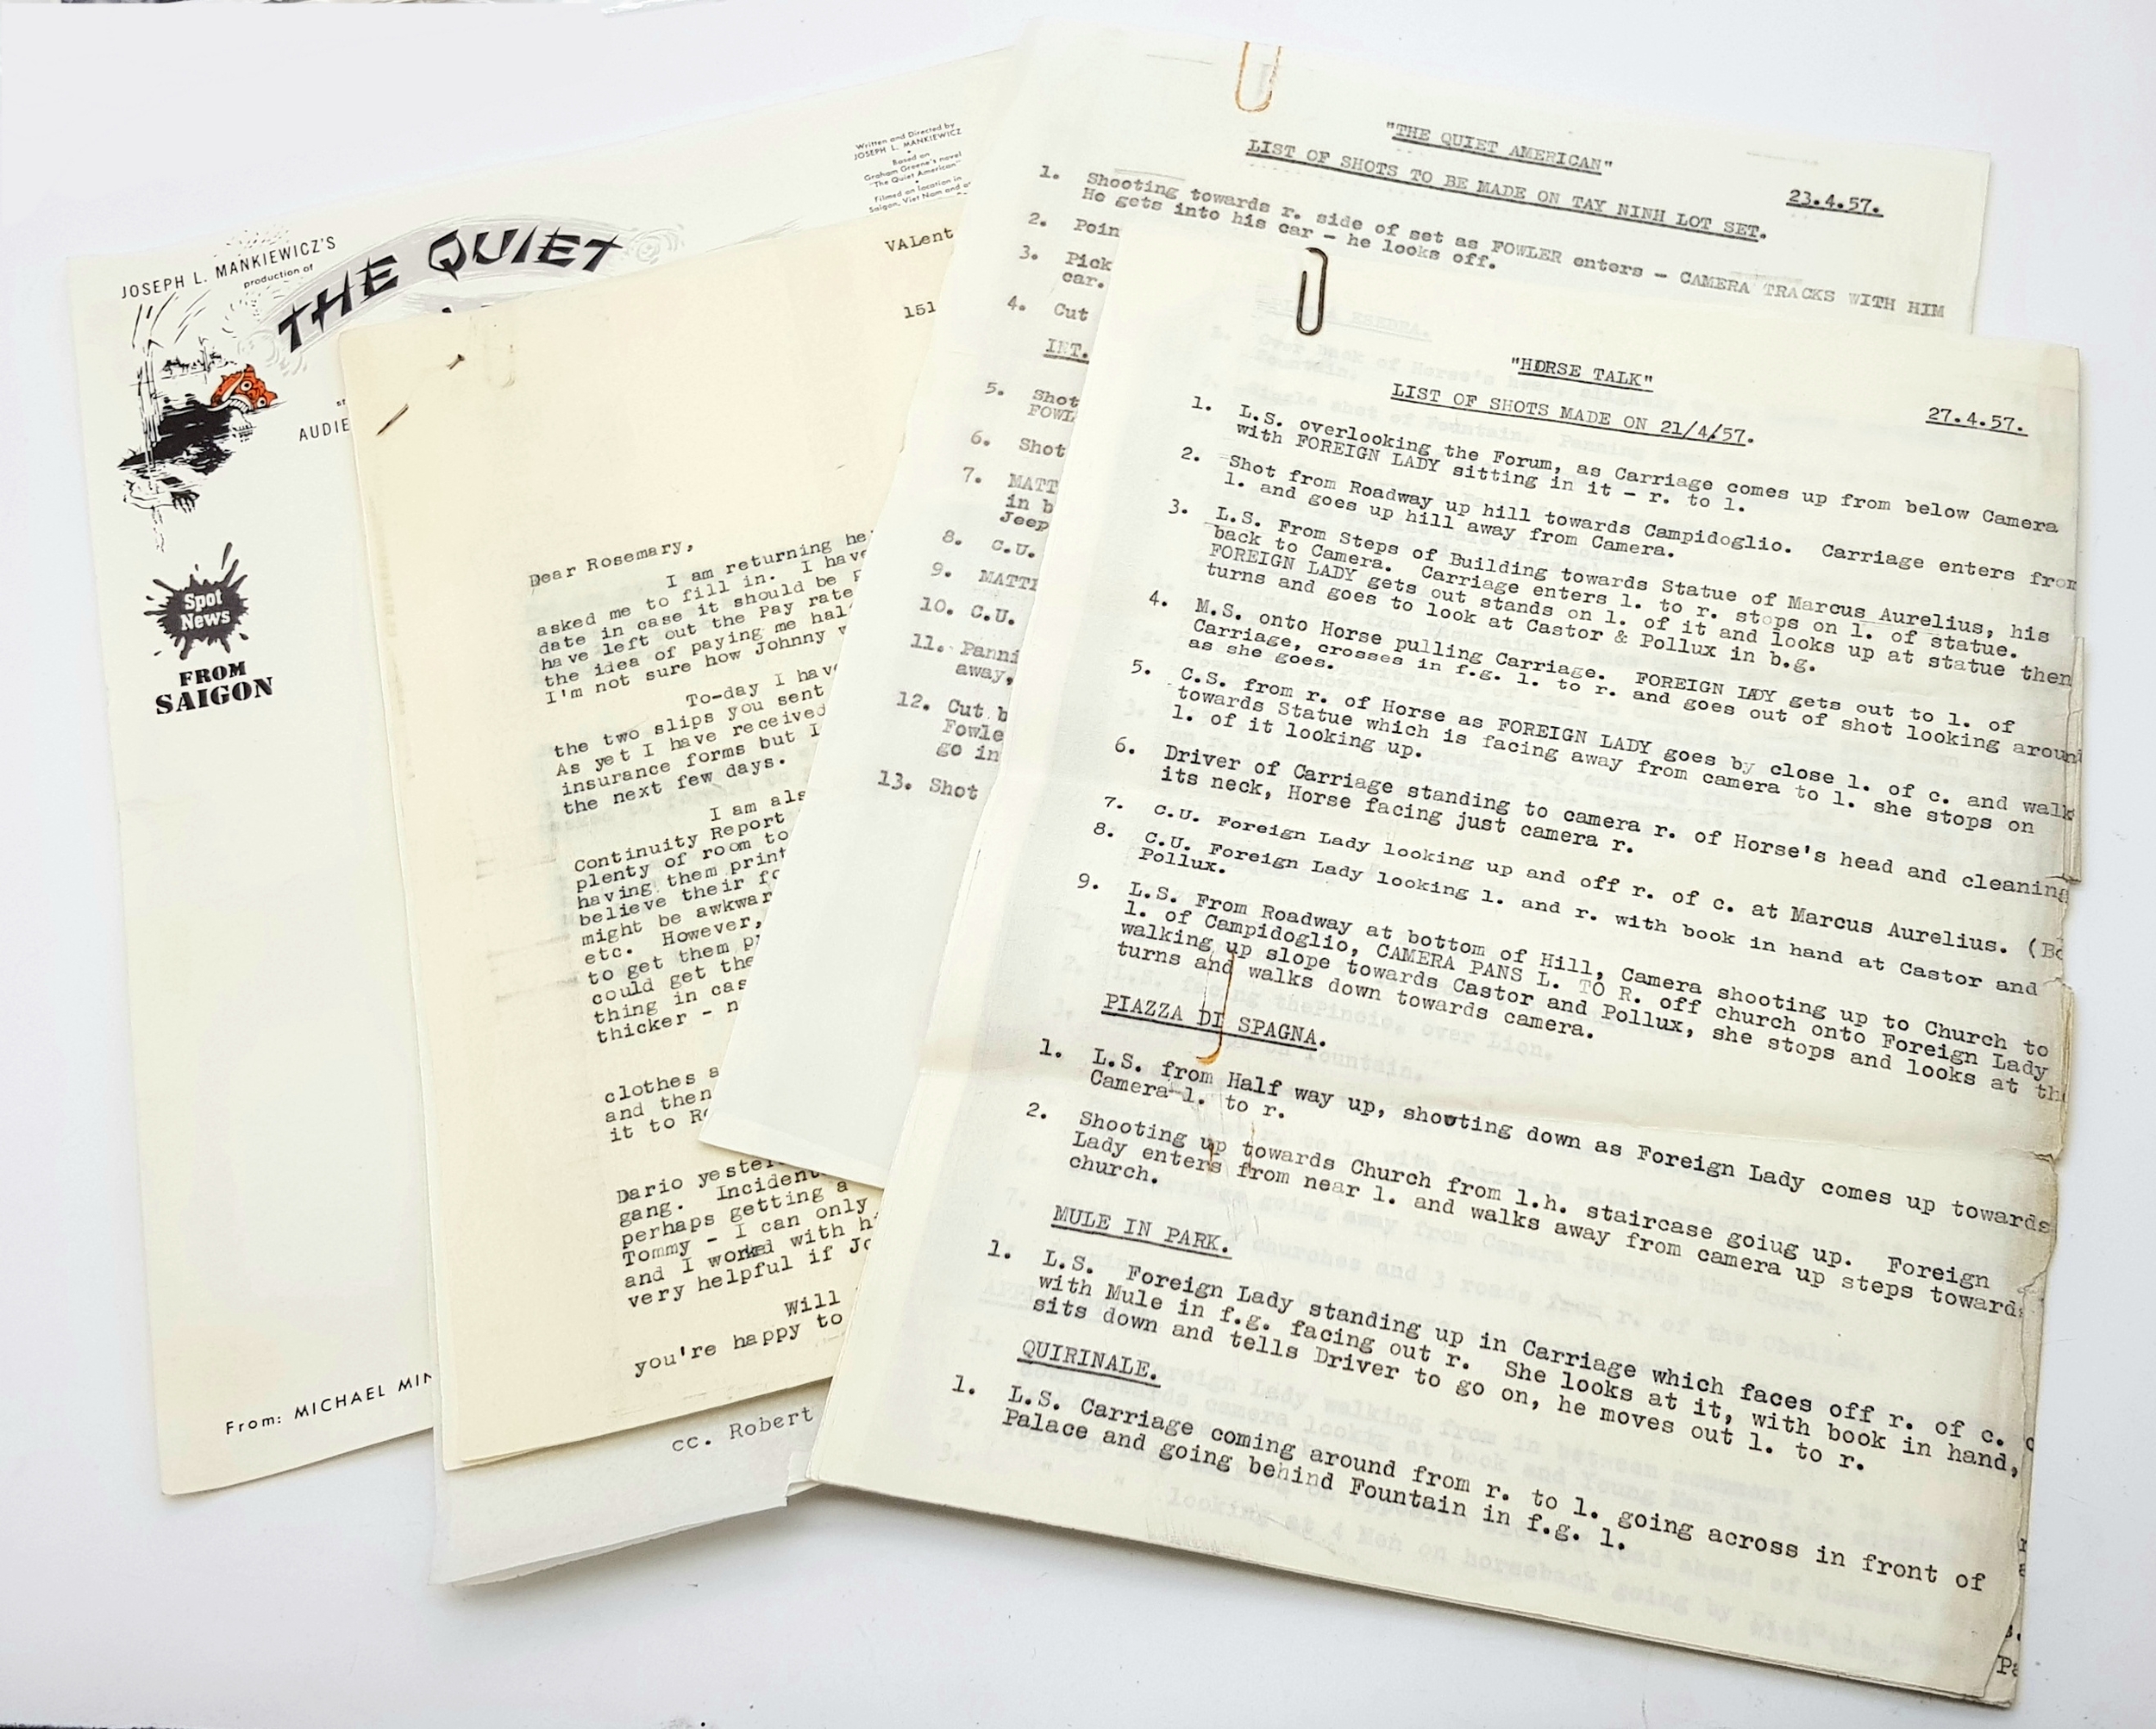 JOSEPH L. MANKIEWICZ'S
production of
THE QUIET
AUDIE
Spot
News
FROM
SAIGON
From: MICHAEL
Written and Directed by
JOSEPH L. MANKIEWICZ
Based on
Graham Greene's novel
"The Quiet American"
Filmed on location in
Saigon, Viet Nam and
VALent
151
Dear Rosemary,
I am returning
asked me to fill in. I have
date in case it should be
have left out the Pay rate
the idea of paying me
I'm not sure how Johnny
To-day I
the two slips you sent
As yet I have received
insurance forms but I
the next few days.
I am
Continuity Report
plenty of room to
having them
believe their
might be
etc. However,
to get them
could get the
thing in
thicker -
clothes
and then
it to
Dario
gang.
perhaps getting a
Tommy - I can only
and I worked with
very helpful if
Will
you're happy to
cc. Robert
"THE QUIET AMERICAN"
LIST OF SHOTS TO BE MADE ON TAY NINH LOT SET.
23.4.57.
1. Shooting towards r. side of set as FOWLER enters - CAMERA TRACKS WITH HIM
He gets into his car - he looks off.
2. Poin
3. Pick
car.
4. Cut
INT.
5. Shot
FOWL
6. Shot
7. MATT
in b
Jeep
8. C.U.
9. MATT
10. C.U.
11. Panni
away,
12. Cut b
Fowle
go in
13. Shot
"HORSE TALK"
LIST OF SHOTS MADE ON 21/4/57.
27.4.57.
1. L.S. overlooking the Forum, as Carriage comes up from below Camera
with FOREIGN LADY sitting in it - r. to l.
2. Shot from Roadway up hill towards Campidoglio. Carriage enters from
l. and goes up hill away from Camera.
3. L.S. From Steps of Building towards Statue of Marcus Aurelius, his
back to Camera. Carriage enters l. to r. stops on l. of statue.
FOREIGN LADY gets out stands on l. of it and looks up at statue then
turns and goes to look at Castor & Pollux in b.g.
4. M.S. onto Horse pulling Carriage. FOREIGN LADY gets out to l. of
Carriage, crosses in f.g. l. to r. and goes out of shot looking around
as she goes.
5. C.S. from r. of Horse as FOREIGN LADY goes by close l. of c. and walk
towards Statue which is facing away from camera to l. she stops on
l. of it looking up.
6. Driver of Carriage standing to camera r. of Horse's head and cleaning
its neck, Horse facing just camera r.
7. C.U. Foreign Lady looking up and off r. of c. at Marcus Aurelius.
8. C.U. Foreign Lady looking l. and r. with book in hand at Castor and
Pollux.
9. L.S. From Roadway at bottom of Hill, Camera shooting up to Church to
l. of Campidoglio, CAMERA PANS L. TO R. off church onto Foreign Lady
walking up slope towards Castor and Pollux, she stops and looks at
turns and walks down towards camera.
PIAZZA DI SPAGNA.
1. L.S. from Half way up, shooting down as Foreign Lady comes up towards
Camera l. to r.
2. Shooting up towards Church from l.h. staircase goiug up. Foreign
Lady enters from near l. and walks away from camera up steps towards
church.
MULE IN PARK.
1. L.S. Foreign Lady standing up in Carriage which faces off r. of c.
with Mule in f.g. facing out r. She looks at it, with book in hand,
sits down and tells Driver to go on, he moves out l. to r.
QUIRINALE.
1. L.S. Carriage coming around from r. to l. going across in front of
Palace and going behind Fountain in f.g. l.